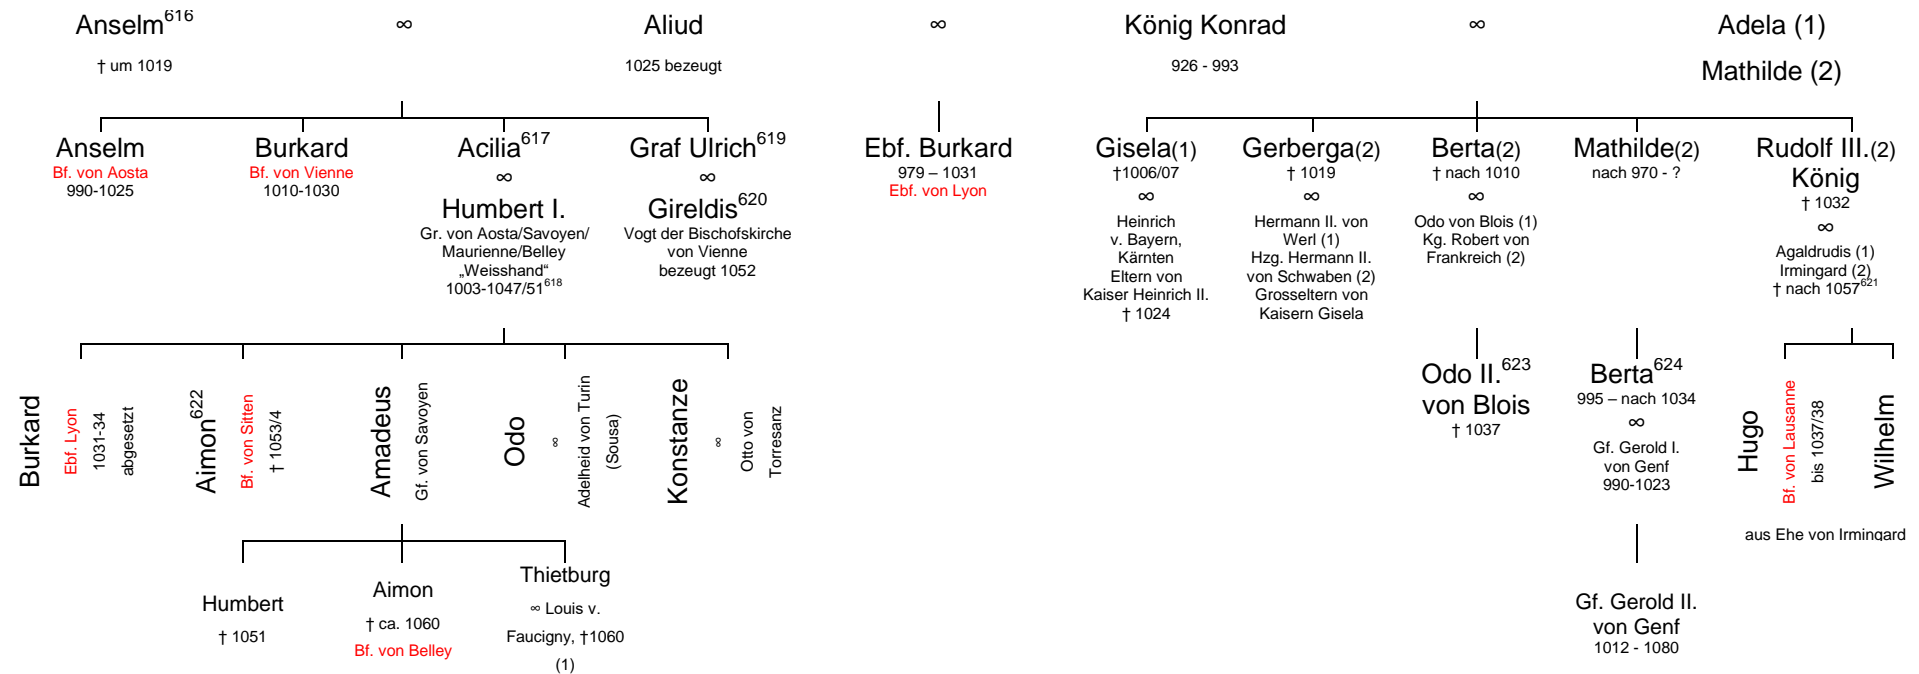 Anselm616 ∞ Aliud ∞ König Konrad ∞ Adela (1)
† um 1019 1025 bezeugt 926 - 993 Mathilde (2)
Anselm
Bf. von Aosta
990-1025
Burkard
Bf. von Vienne
1010-1030
Acilia617
∞
Humbert I.
Gr. von Aosta/Savoyen/
Maurienne/Belley
„Weisshand“
1003-1047/51618
Graf Ulrich619
∞
Gireldis620
Vogt der Bischofskirche
von Vienne
bezeugt 1052
Ebf. Burkard
979 – 1031
Ebf. von Lyon
Gisela(1)
†1006/07
∞
Heinrich
v. Bayern,
Kärnten
Eltern von
Kaiser Heinrich II.
† 1024
Gerberga(2)
† 1019
∞
Hermann II. von
Werl (1)
Hzg. Hermann II.
von Schwaben (2)
Grosseltern von
Kaisern Gisela
Berta(2)
† nach 1010
∞
Odo von Blois (1)
Kg. Robert von
Frankreich (2)
Mathilde(2)
nach 970 - ?
Rudolf III.(2)
König
† 1032
∞
Agaldrudis (1)
Irmingard (2)
† nach 1057621
Burkard
Ebf. Lyon
1031-34
abgesetzt
Aimon622
Bf. von Sitten
† 1053/4
Amadeus
Gf. von Savoyen
Odo
∞
Adelheid von Turin
(Sousa)
Konstanze
∞
Otto von
Torresanz
Odo II.623
von Blois
† 1037
Berta624
995 – nach 1034
∞
Gf. Gerold I.
von Genf
990-1023
Hugo
Bf. von Lausanne
bis 1037/38
Wilhelm
aus Ehe von Irmingard
Humbert
† 1051
Aimon
† ca. 1060
Bf. von Belley
Thietburg
∞ Louis v.
Faucigny, †1060
(1)
Gf. Gerold II.
von Genf
1012 - 1080